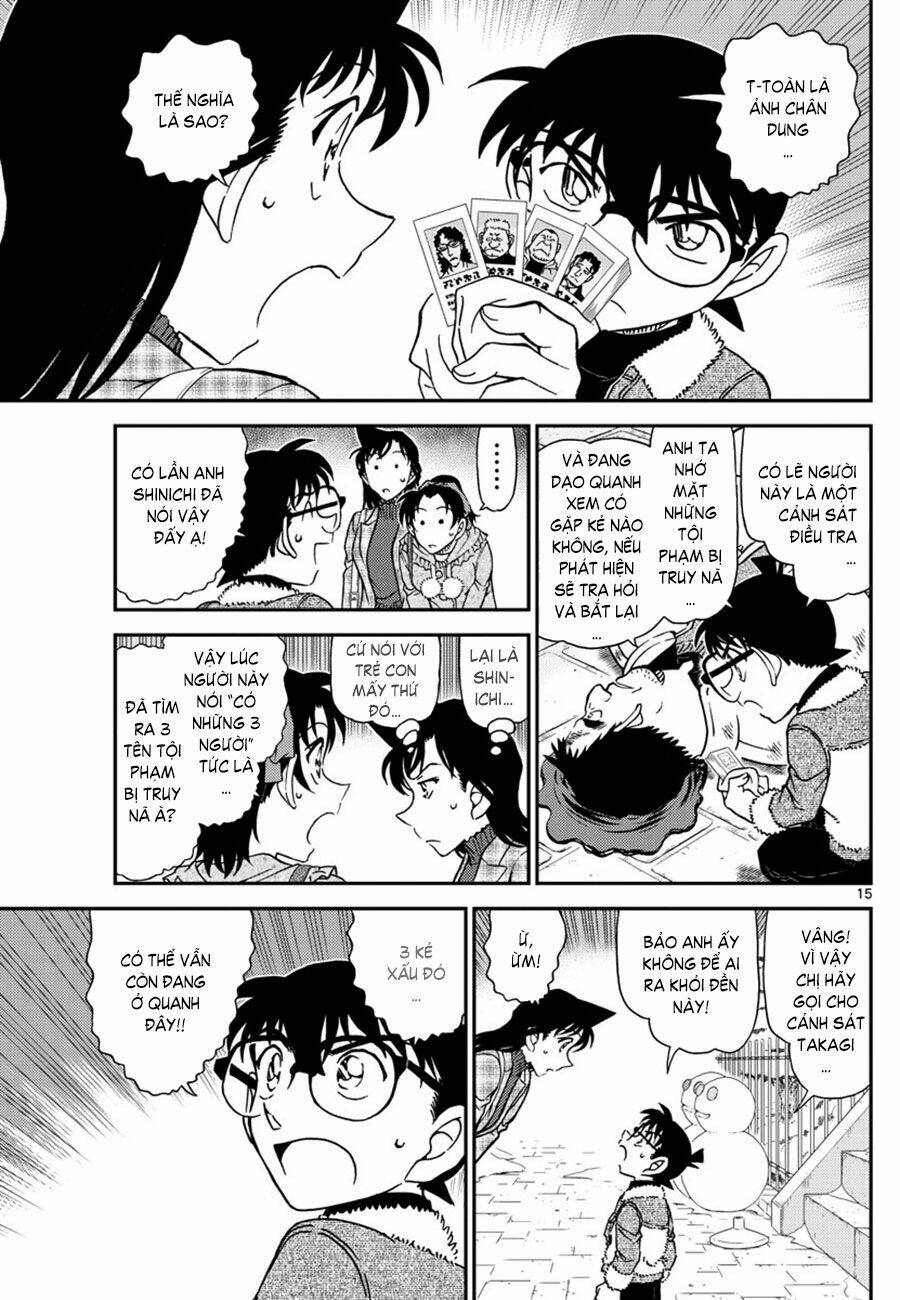 T-TOÀN LÀ
ẢNH CHÂN
DUNG
...
THẾ NGHĨA
LÀ SAO?
CÓ LẼ NGƯỜI
NÀY LÀ MỘT
CẢNH SÁT
ĐIỀU TRA
...
ANH TA
NHỚ
MẶT
NHỮNG
TỘI
PHẠM BỊ
TRUY NÃ
...
VÀ ĐANG
DẠO QUANH
XEM CÓ
GẶP KẺ NÀO
KHÔNG, NẾU
PHÁT HIỆN
SẼ TRA HỎI
VÀ BẮT LẠI
...
......
CÓ LẦN ANH
SHINICHI ĐÃ
NÓI VẬY
ĐẤY Ạ!
LẠI LÀ
SHIN-
ICHI...
CỨ NÓI VỚI
TRẺ CON
MẤY THỨ
ĐÓ...
VẬY LÚC
NGƯỜI NÀY
NÓI "CÓ
NHỮNG 3
NGƯỜI"
TỨC LÀ
...
ĐÃ TÌM
RA 3
TÊN TỘI
PHẠM
BỊ TRUY
NÃ À?
15
VÂNG!
VÌ VẬY
CHỊ HÃY
GỌI CHO
CẢNH SÁT
TAKAGI
...
BẢO ANH ẤY
KHÔNG ĐỂ AI
RA KHỎI ĐỀN
NÀY!
Ừ,
ỪM!
3 KẺ
XẤU ĐÓ
...
CÓ THỂ VẪN
CÒN ĐANG
Ở QUANH
ĐÂY!!